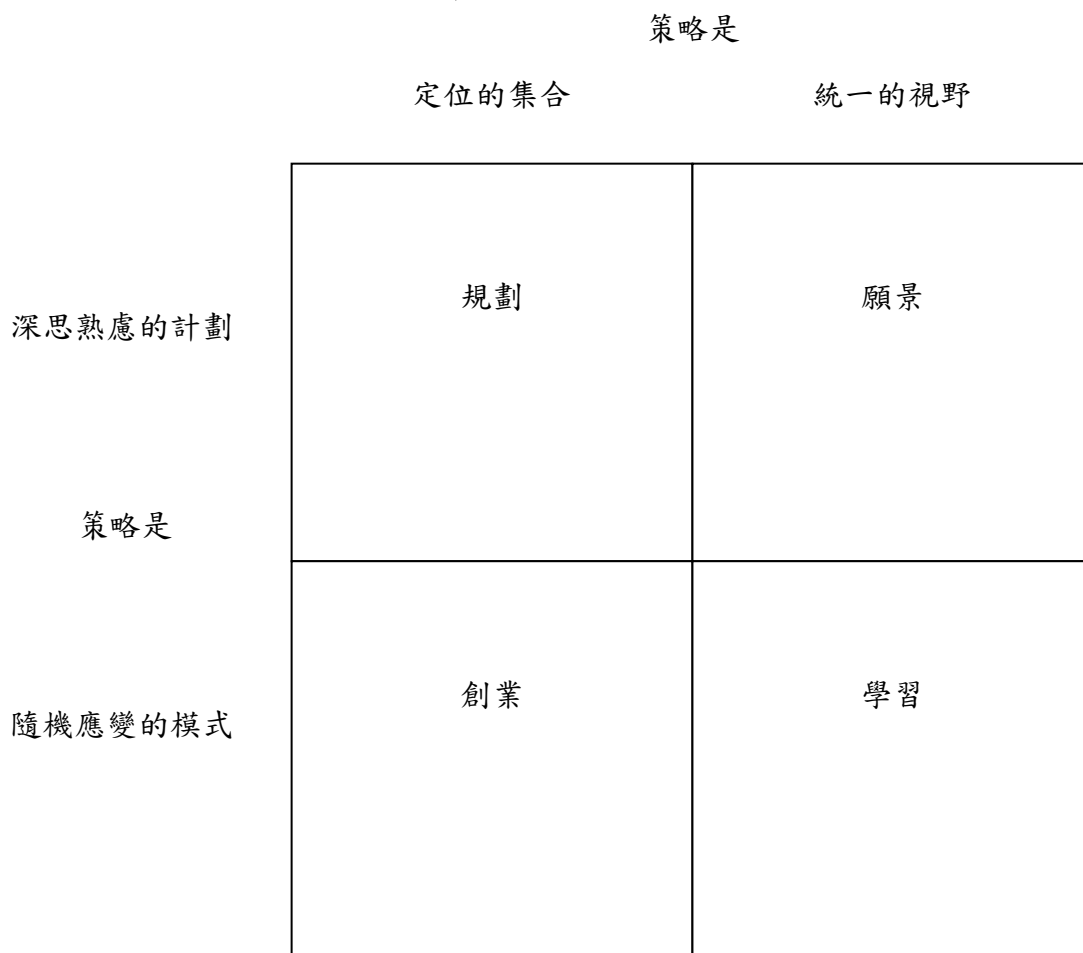 策略是
定位的集合
統一的視野
規劃
願景
深思熟慮的計劃
策略是
創業
學習
隨機應變的模式